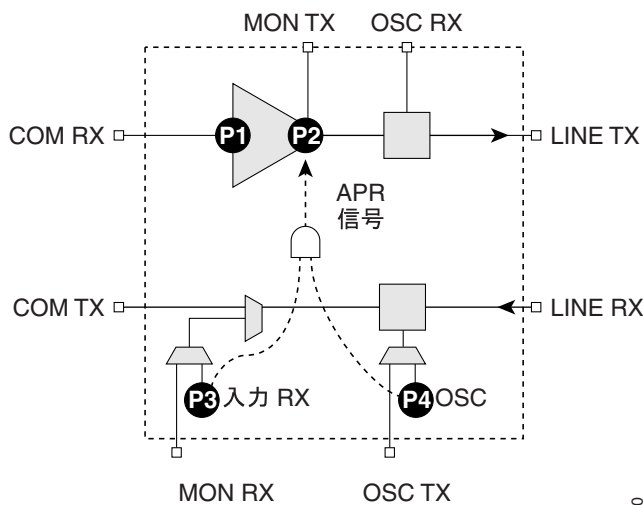 MON TX
OSC RX
COM RX
P1
P2
LINE TX
APR
信号
COM TX
LINE RX
P3
入力 RX
P4
OSC
MON RX
OSC TX
0